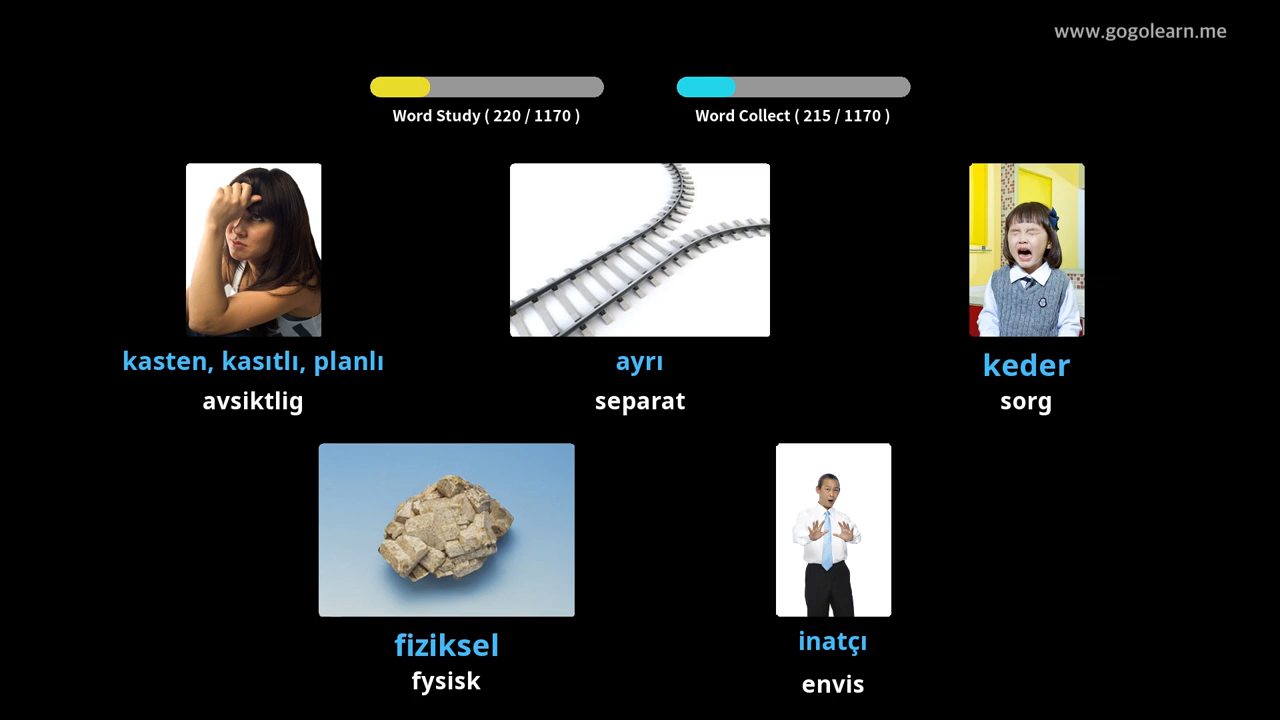 www.gogolearn.me
Word Study ( 220 / 1170 )
Word Collect ( 215 / 1170 )
kasten, kasıtlı, planlı
avsiktlig
ayrı
separat
keder
sorg
fiziksel
fysisk
inatçı
envis